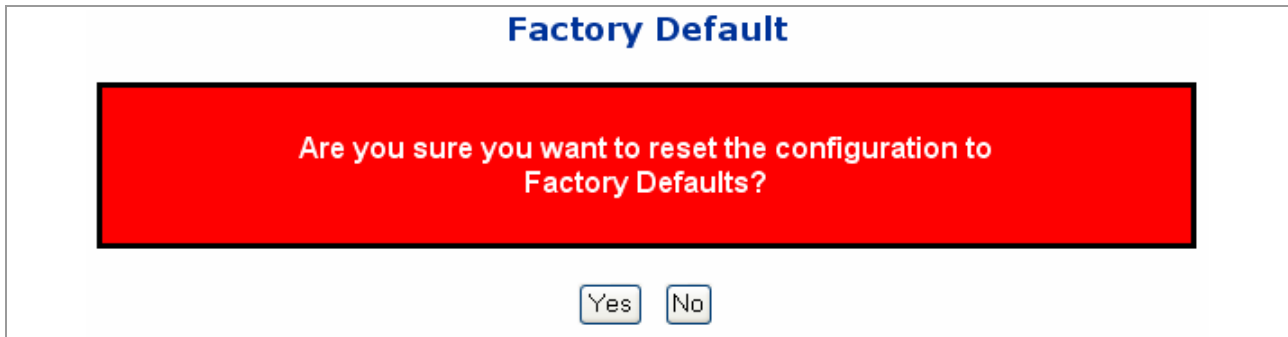 Factory Default
Are you sure you want to reset the configuration to
Factory Defaults?
Yes No